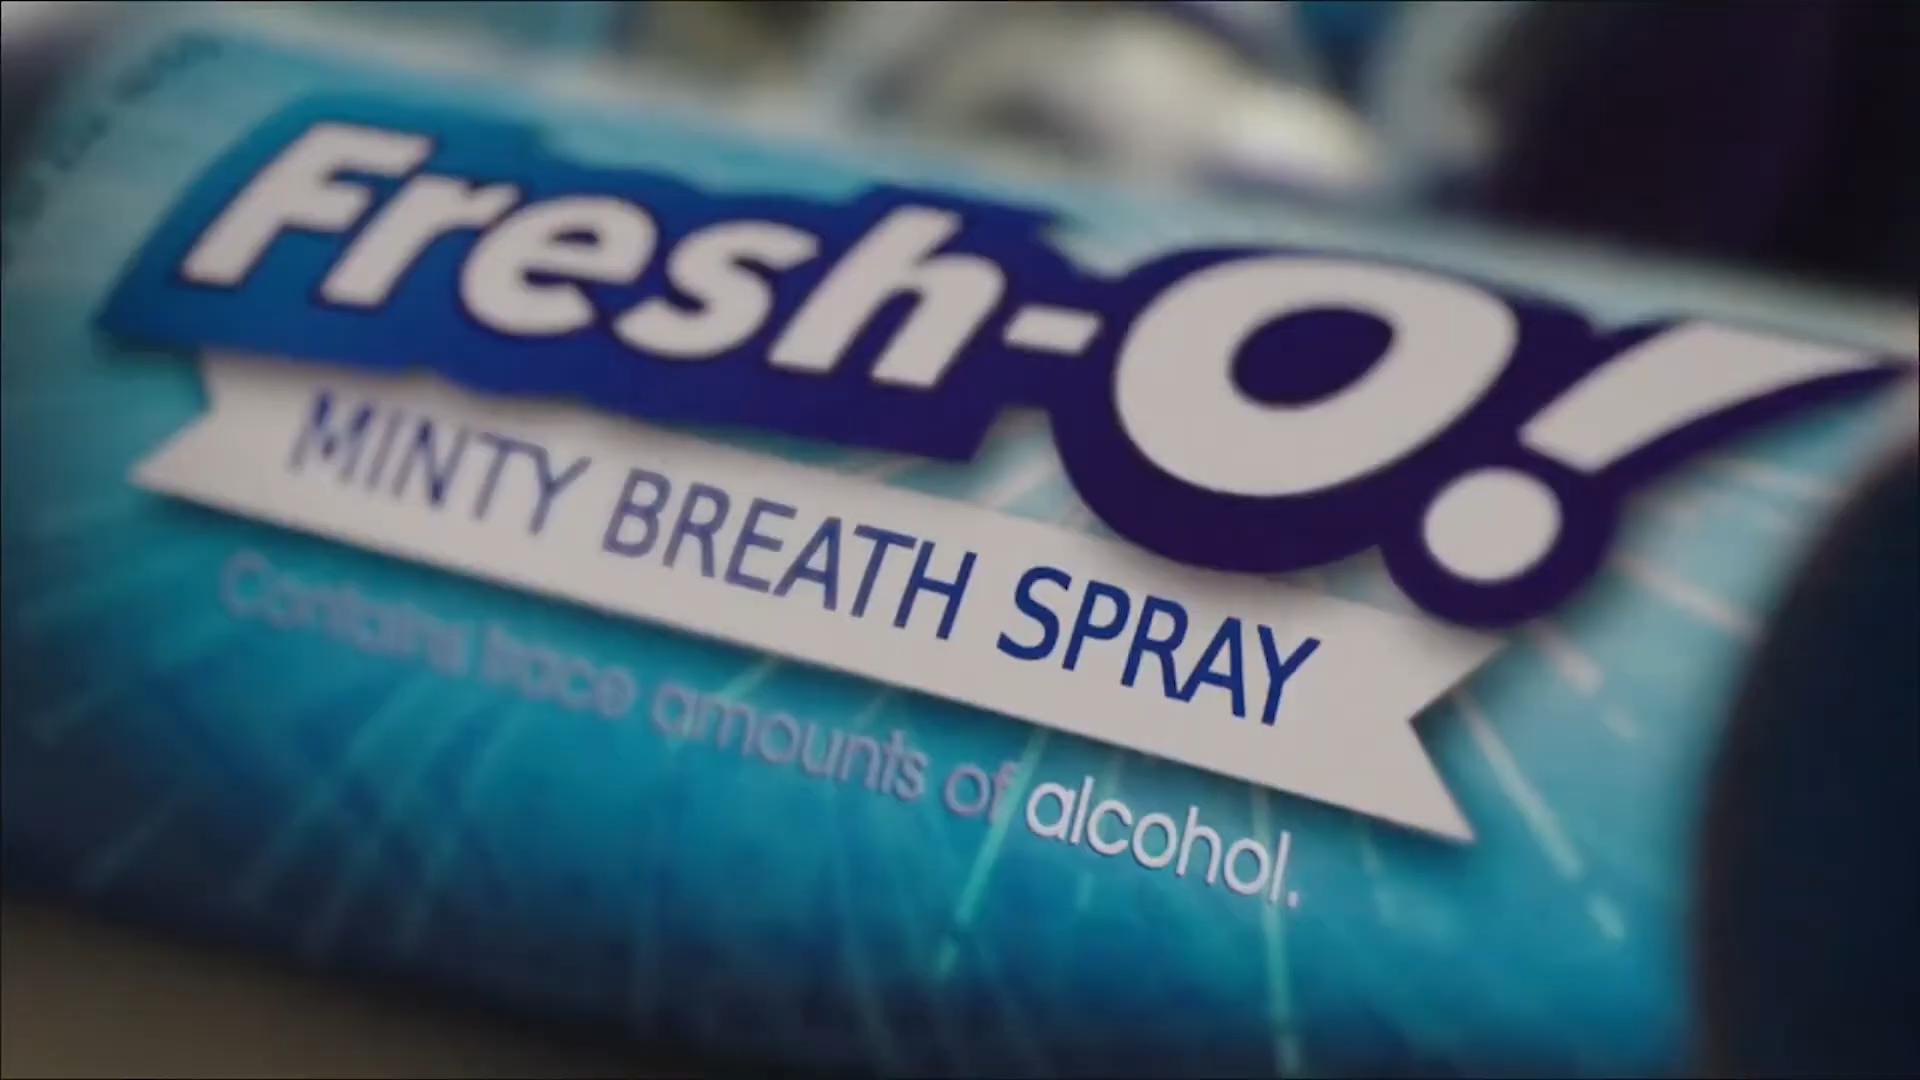 Fresh-O!
MINTY BREATH SPRAY
Contains trace amounts of alcohol.